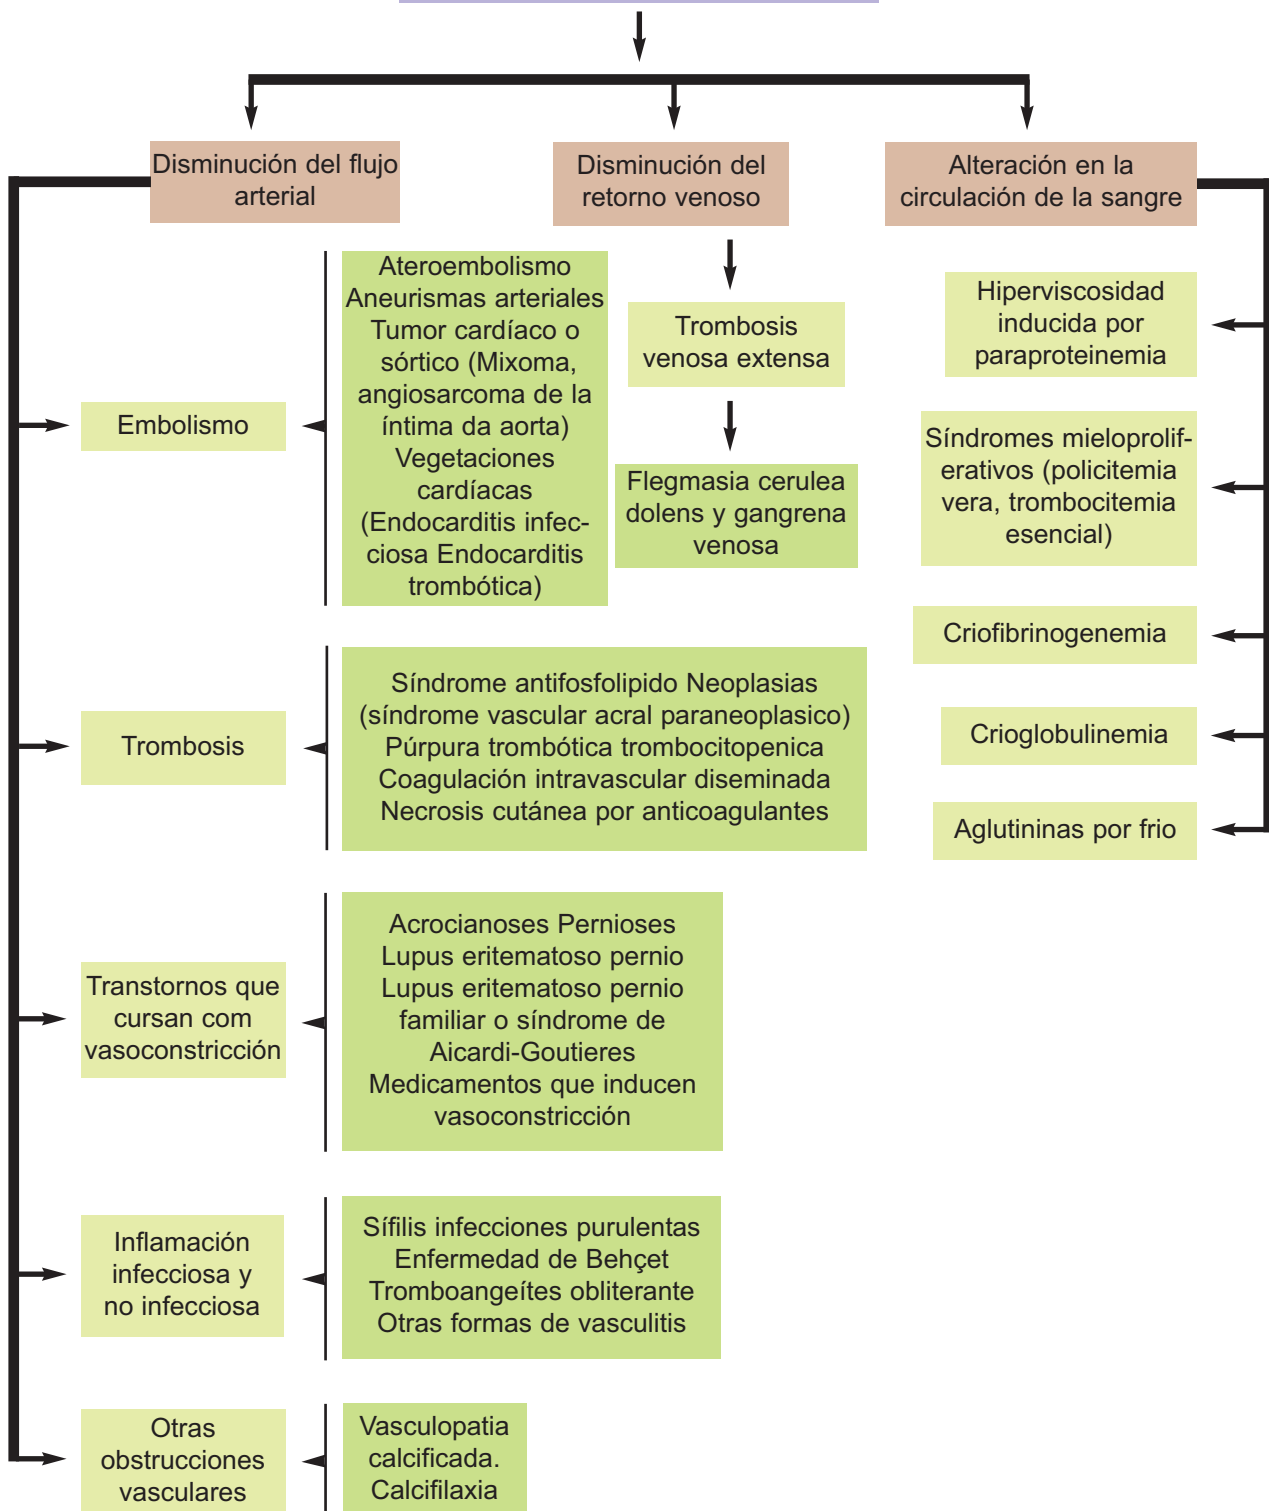 Disminución del flujo
arterial
Disminución del
retorno venoso
Alteración en la
circulación de la sangre
Embolismo
Ateroembolismo
Aneurismas arteriales
Tumor cardíaco o
sórtico (Mixoma,
angiosarcoma de la
íntima da aorta)
Vegetaciones
cardíacas
(Endocarditis infec-
ciosa Endocarditis
trombótica)
Trombosis
venosa extensa
Flegmasia cerulea
dolens y gangrena
venosa
Hiperviscosidad
inducida por
paraproteinemia
Síndromes mieloprolif-
erativos (policitemia
vera, trombocitemia
esencial)
Criofibrinogenemia
Crioglobulinemia
Aglutininas por frio
Trombosis
Síndrome antifosfolipido Neoplasias
(síndrome vascular acral paraneoplasico)
Púrpura trombótica trombocitopenica
Coagulación intravascular diseminada
Necrosis cutánea por anticoagulantes
Transtornos que
cursan com
vasoconstricción
Acrocianoses Pernioses
Lupus eritematoso pernio
Lupus eritematoso pernio
familiar o síndrome de
Aicardi-Goutieres
Medicamentos que inducen
vasoconstricción
Inflamación
infecciosa y
no infecciosa
Sífilis infecciones purulentas
Enfermedad de Behçet
Tromboangeítes obliterante
Otras formas de vasculitis
Otras
obstrucciones
vasculares
Vasculopatia
calcificada.
Calcifilaxia